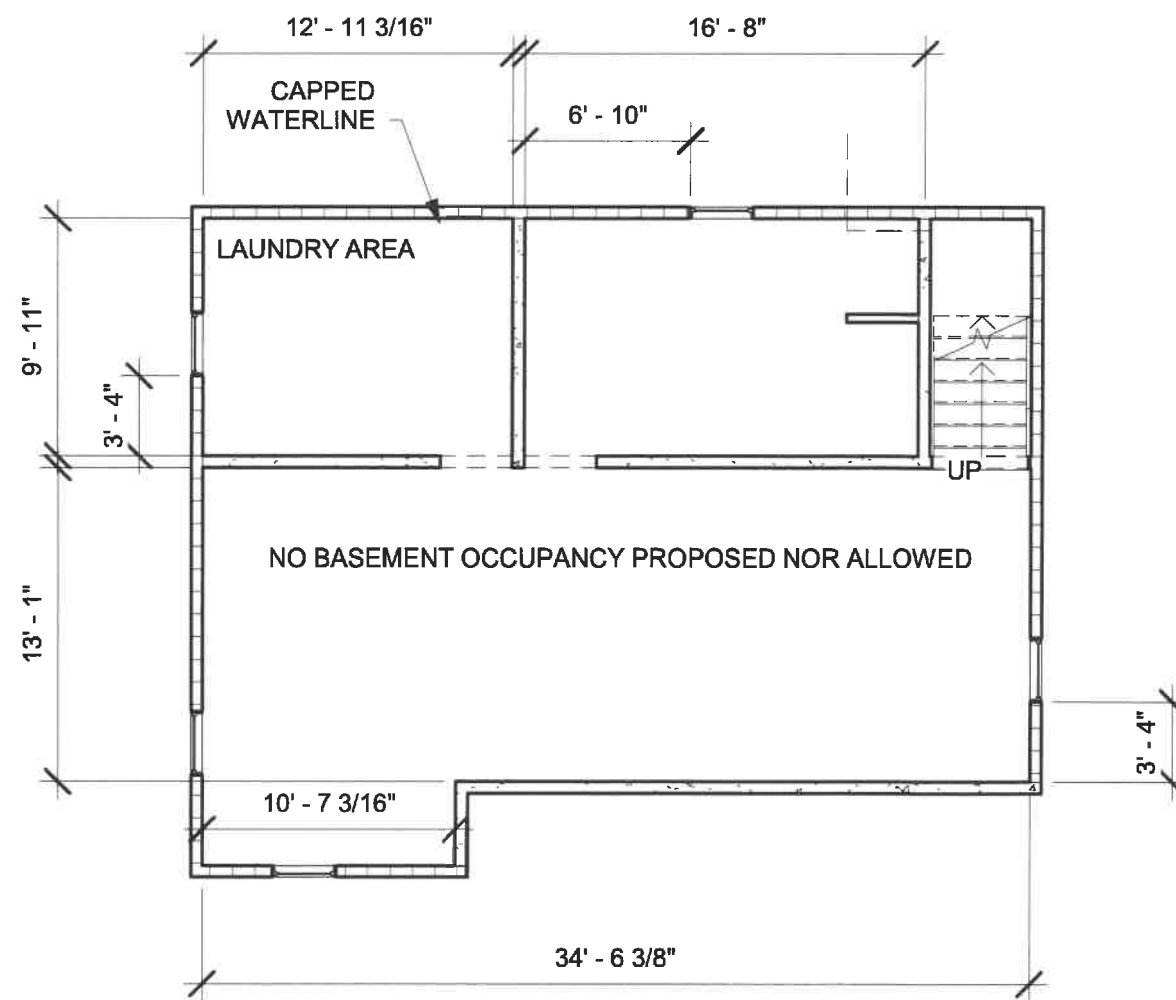 12' - 11 3/16"
16' - 8"
CAPPED
WATERLINE
6' - 10"
LAUNDRY AREA
9' - 11"
3' - 4"
UP
NO BASEMENT OCCUPANCY PROPOSED NOR ALLOWED
13' - 1"
3' - 4"
10' - 7 3/16"
34' - 6 3/8"